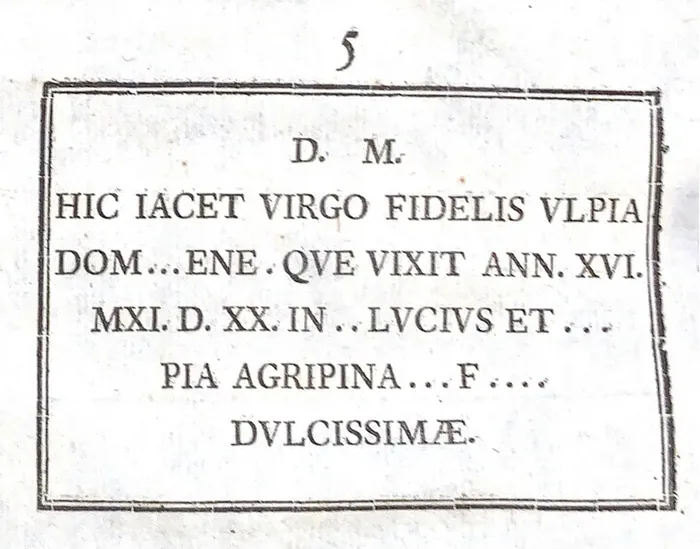 5
D. M.
HIC IACET VIRGO FIDELIS VLPIA
DOM...ENE . QVE VIXIT ANN. XVI.
MXI. D. XX. IN . . LVCIVS ET . . .
PIA AGRIPINA . . . F . . . .
DVLCISSIMÆ.